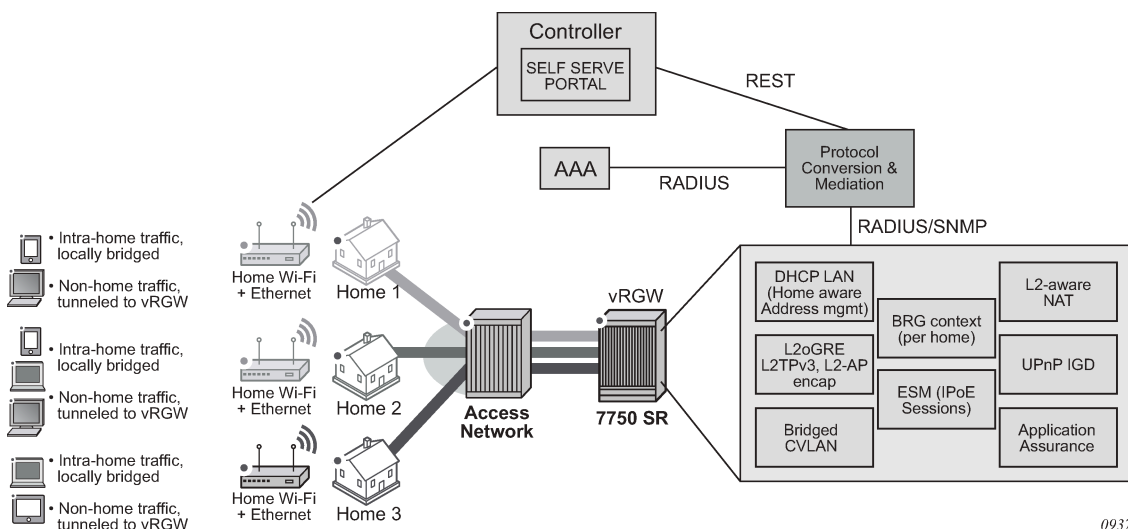 Controller
SELF SERVE
PORTAL
REST
AAA
RADIUS
Protocol
Conversion &
Mediation
RADIUS/SNMP
• Intra-home traffic,
locally bridged
• Non-home traffic,
tunneled to vRGW
Home Wi-Fi
+ Ethernet
Home 1
• Intra-home traffic,
locally bridged
• Non-home traffic,
tunneled to vRGW
Home Wi-Fi
+ Ethernet
Home 2
• Intra-home traffic,
locally bridged
• Non-home traffic,
tunneled to vRGW
Home Wi-Fi
+ Ethernet
Home 3
Access
Network
vRGW
7750 SR
DHCP LAN
(Home aware
Address mgmt)
L2oGRE
L2TPv3, L2-AP
encap
Bridged
CVLAN
BRG context
(per home)
ESM (IPoE
Sessions)
L2-aware
NAT
UPnP IGD
Application
Assurance